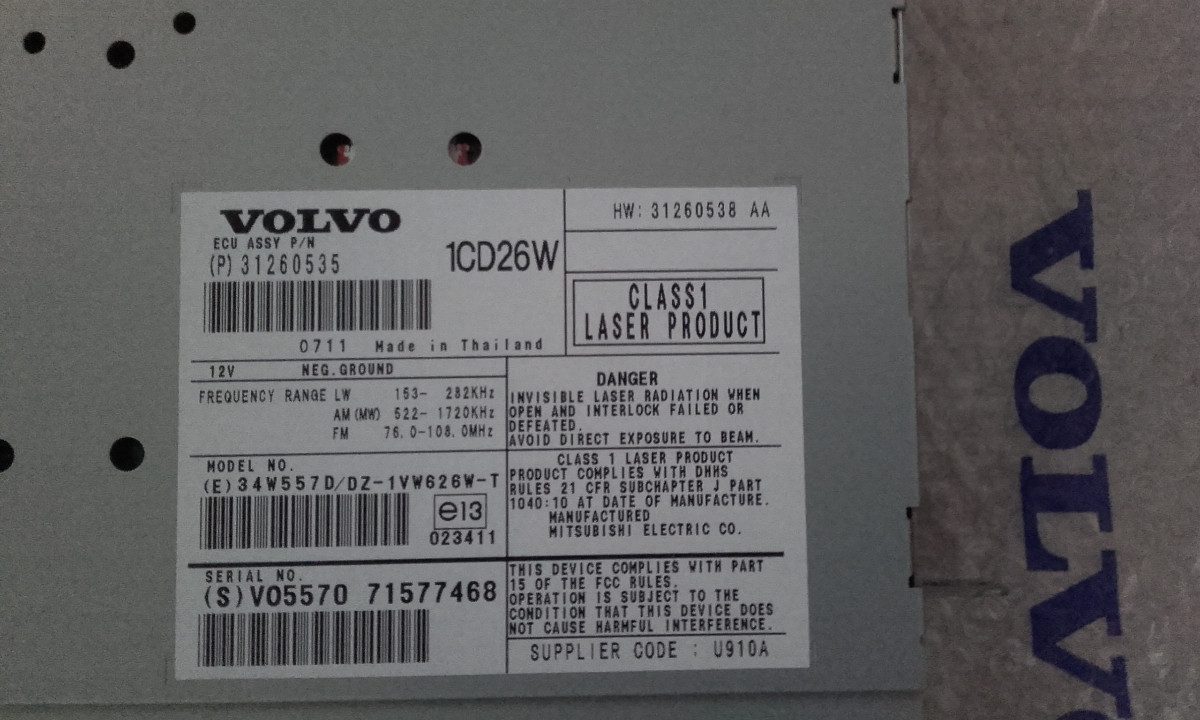 VOLVO
ECU ASSY P/N
(P) 31260535
1CD26W
0711 Made in Thailand
HW: 31260538 AA
CLASS1
LASER PRODUCT
12V NEG.GROUND
FREQUENCY RANGE LW 153- 282KHz
AM (MW) 522- 1720KHz
FM 76.0-108.0MHz
MODEL NO.
(E) 34W557D/DZ-1VW626W-T
e13
023411
SERIAL NO.
(S) V05570 71577468
DANGER
INVISIBLE LASER RADIATION WHEN
OPEN AND INTERLOCK FAILED OR
DEFEATED.
AVOID DIRECT EXPOSURE TO BEAM.
CLASS 1 LASER PRODUCT
PRODUCT COMPLIES WITH DHHS
RULES 21 CFR SUBCHAPTER J PART
1040:10 AT DATE OF MANUFACTURE.
MANUFACTURED
MITSUBISHI ELECTRIC CO.
THIS DEVICE COMPLIES WITH PART
15 OF THE FCC RULES.
OPERATION IS SUBJECT TO THE
CONDITION THAT THIS DEVICE DOES
NOT CAUSE HARMFUL INTERFERENCE.
SUPPLIER CODE : U910A
VOLVO